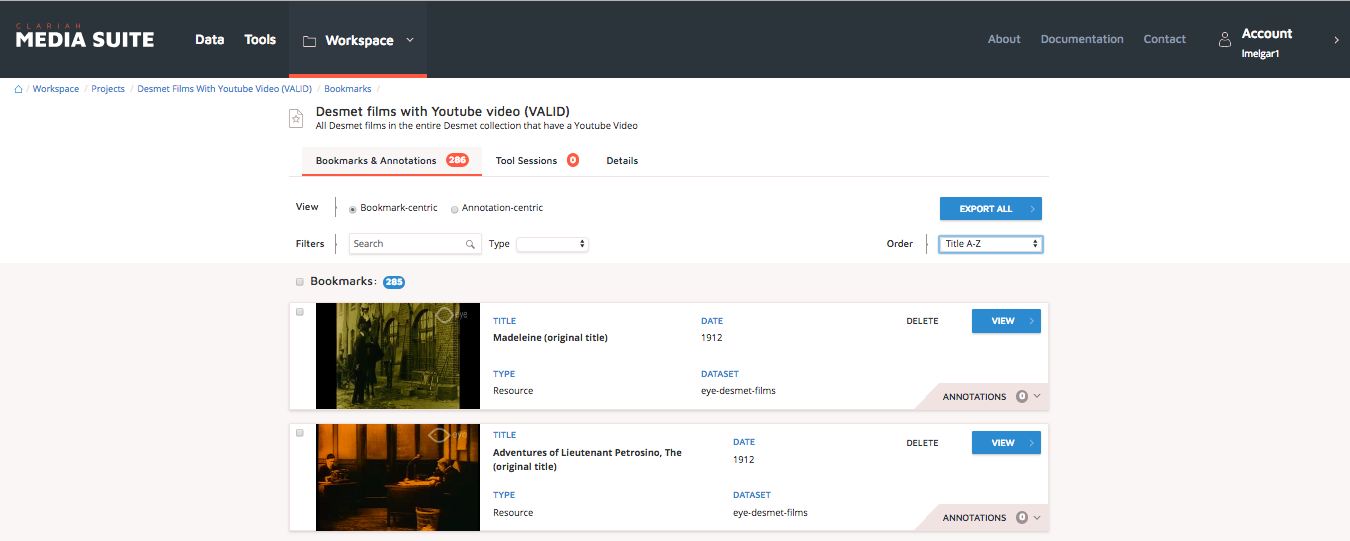 CLARIAH
MEDIA SUITE
Data Tools Workspace
About Documentation Contact
Account
lmelgar1
/ Workspace / Projects / Desmet Films With Youtube Video (VALID) / Bookmarks /
Desmet films with Youtube video (VALID)
All Desmet films in the entire Desmet collection that have a Youtube Video
Bookmarks & Annotations 286 Tool Sessions 0 Details
View Bookmark-centric Annotation-centric
EXPORT ALL
Filters Search Type
Order Title A-Z
Bookmarks: 285
eye
TITLE DATE
DELETE VIEW
Madeleine (original title) 1912
TYPE DATASET
Resource eye-desmet-films
ANNOTATIONS 0
eye
TITLE
DATE
DELETE VIEW
Adventures of Lieutenant Petrosino, The
(original title)
1912
TYPE DATASET
Resource eye-desmet-films
ANNOTATIONS 0